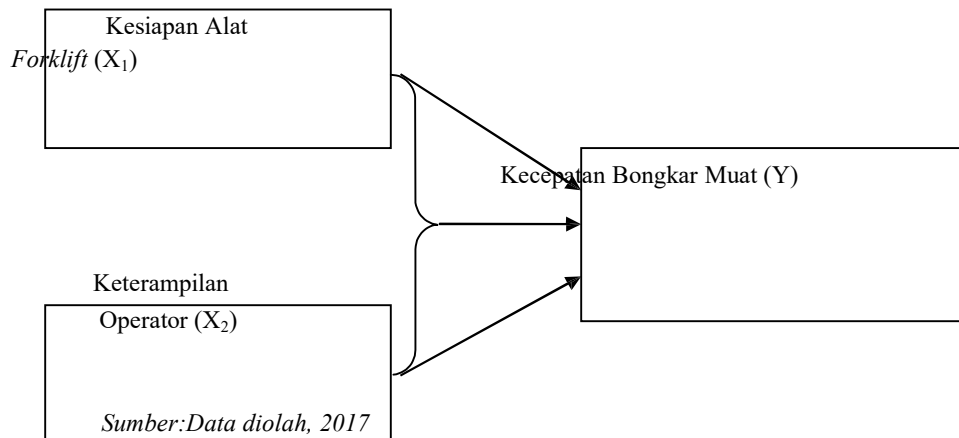 Kesiapan Alat
Forklift (X₁)
Kecepatan Bongkar Muat (Y)
Keterampilan
Operator (X₂)
Sumber:Data diolah, 2017